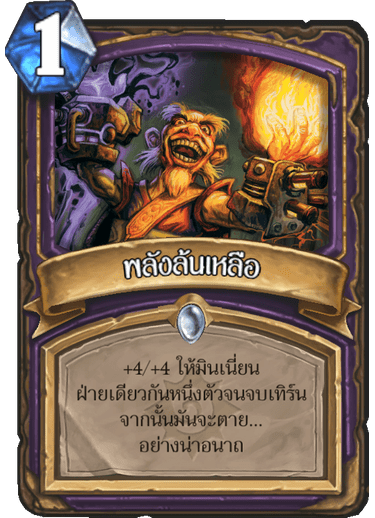 1
พลังล้นเหลือ
+4/+4 ให้มินเนี่ยน
ฝ่ายเดียวกันหนึ่งตัวจนจบเทิร์น
จากนั้นมันจะตาย...
อย่างน่าอนาถ